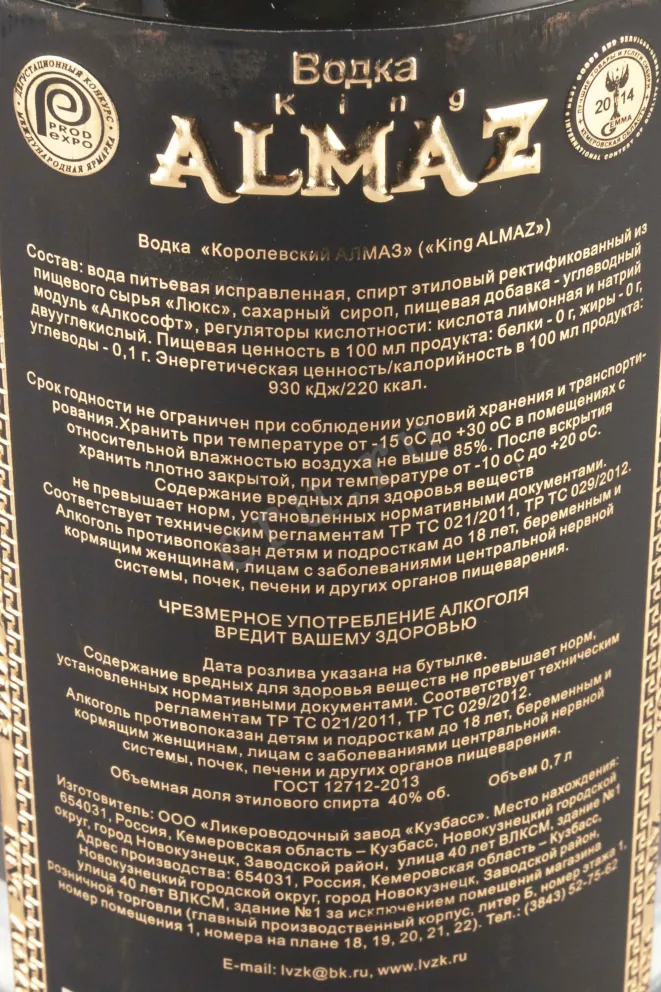 Водка
King
ALMAZ
ДЕГУСТАЦИОННЫЙ КОНКУРС
PROD
EXPO
МЕЖДУНАРОДНАЯ ЯРМАРКА
2014
ГЕММА
Водка «Королевский АЛМАЗ» («King ALMAZ»)
Состав: вода питьевая исправленная, спирт этиловый ректификованный из
пищевого сырья «Люкс», сахарный сироп, пищевая добавка - углеводный
модуль «Алкософт», регуляторы кислотности: кислота лимонная и натрий
двууглекислый. Пищевая ценность в 100 мл продукта: белки - 0 г, жиры - 0 г,
углеводы - 0,1 г. Энергетическая ценность/калорийность в 100 мл продукта:
930 кДж/220 ккал.
Срок годности не ограничен при соблюдении условий хранения и транспорти-
рования.Хранить при температуре от -15 оС до +30 оС в помещениях с
относительной влажностью воздуха не выше 85%. После вскрытия
хранить плотно закрытой, при температуре от -10 оС до +20 оС.
Содержание вредных для здоровья веществ
не превышает норм, установленных нормативными документами.
Соответствует техническим регламентам ТР ТС 021/2011, ТР ТС 029/2012.
Алкоголь противопоказан детям и подросткам до 18 лет, беременным и
кормящим женщинам, лицам с заболеваниями центральной нервной
системы, почек, печени и других органов пищеварения.
ЧРЕЗМЕРНОЕ УПОТРЕБЛЕНИЕ АЛКОГОЛЯ
ВРЕДИТ ВАШЕМУ ЗДОРОВЬЮ
Дата розлива указана на бутылке.
Содержание вредных для здоровья веществ не превышает норм,
установленных нормативными документами. Соответствует техническим
регламентам ТР ТС 021/2011, ТР ТС 029/2012.
Алкоголь противопоказан детям и подросткам до 18 лет, беременным и
кормящим женщинам, лицам с заболеваниями центральной нервной
системы, почек, печени и других органов пищеварения.
ГОСТ 12712-2013
Объемная доля этилового спирта 40% об. Объем 0,7 л
Изготовитель: ООО «Ликероводочный завод «Кузбасс». Место нахождения:
654031, Россия, Кемеровская область – Кузбасс, Новокузнецкий городской
округ, город Новокузнецк, Заводской район, улица 40 лет ВЛКСМ, здание №1
Адрес производства: 654031, Россия, Кемеровская область – Кузбасс,
Новокузнецкий городской округ, город Новокузнецк, Заводской район,
улица 40 лет ВЛКСМ, здание №1 за исключением помещений магазина
розничной торговли (главный производственный корпус, литер Б, номер этажа 1,
номер помещения 1, номера на плане 18, 19, 20, 21, 22). Тел.: (3843) 52-75-62
E-mail: lvzk@bk.ru, www.lvzk.ru